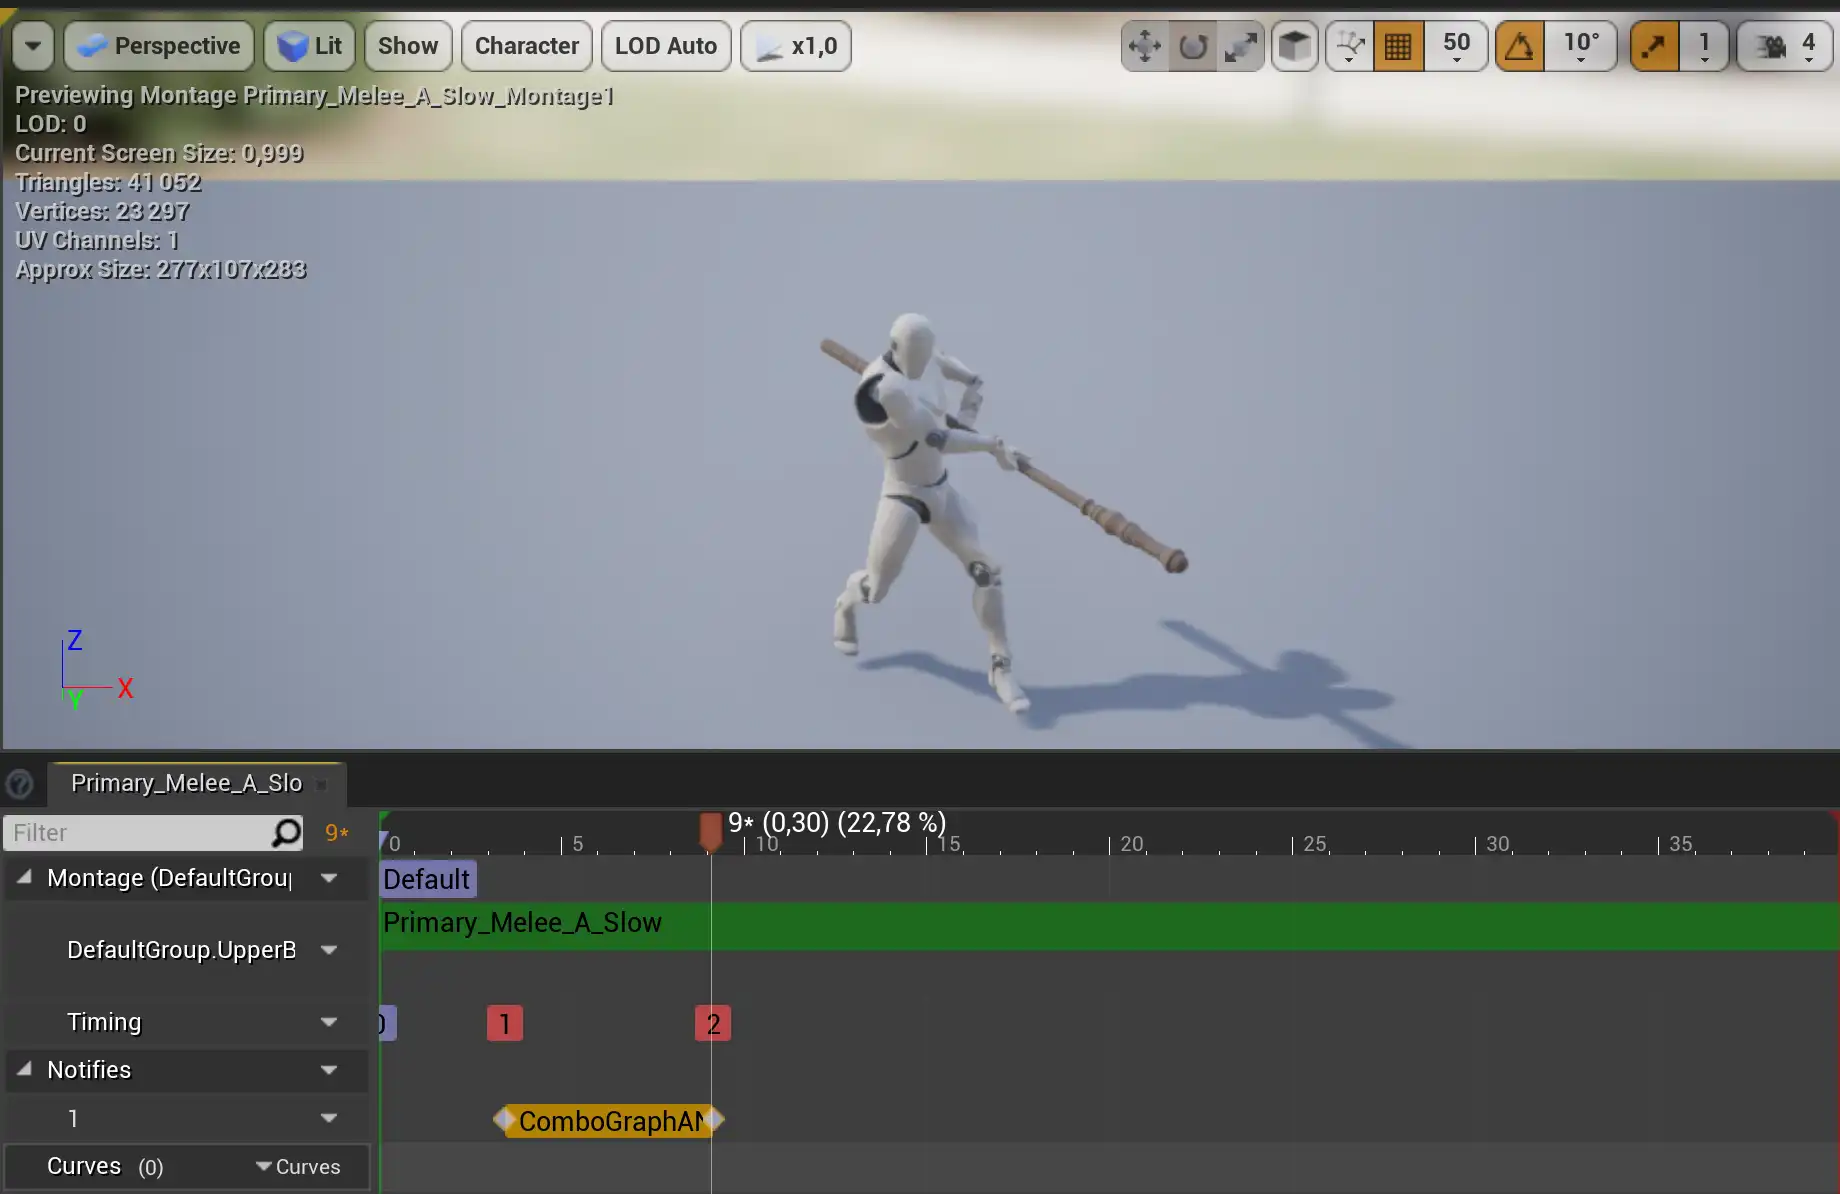 Perspective Lit Show Character LOD Auto x1,0 50 10° 1 4
Previewing Montage Primary_Melee_A_Slow_Montage1
LOD: 0
Current Screen Size: 0,999
Triangles: 41 052
Vertices: 23 297
UV Channels: 1
Approx Size: 277x107x283
Z
X
Y
Primary_Melee_A_Slo
Filter 9*
9* (0,30) (22,78 %)
0 5 10 15 20 25 30 35
Montage (DefaultGrou
Default
Primary_Melee_A_Slow
DefaultGroup.UpperB
Timing 0 1 2
Notifies
1 ComboGraphAN
Curves (0) Curves